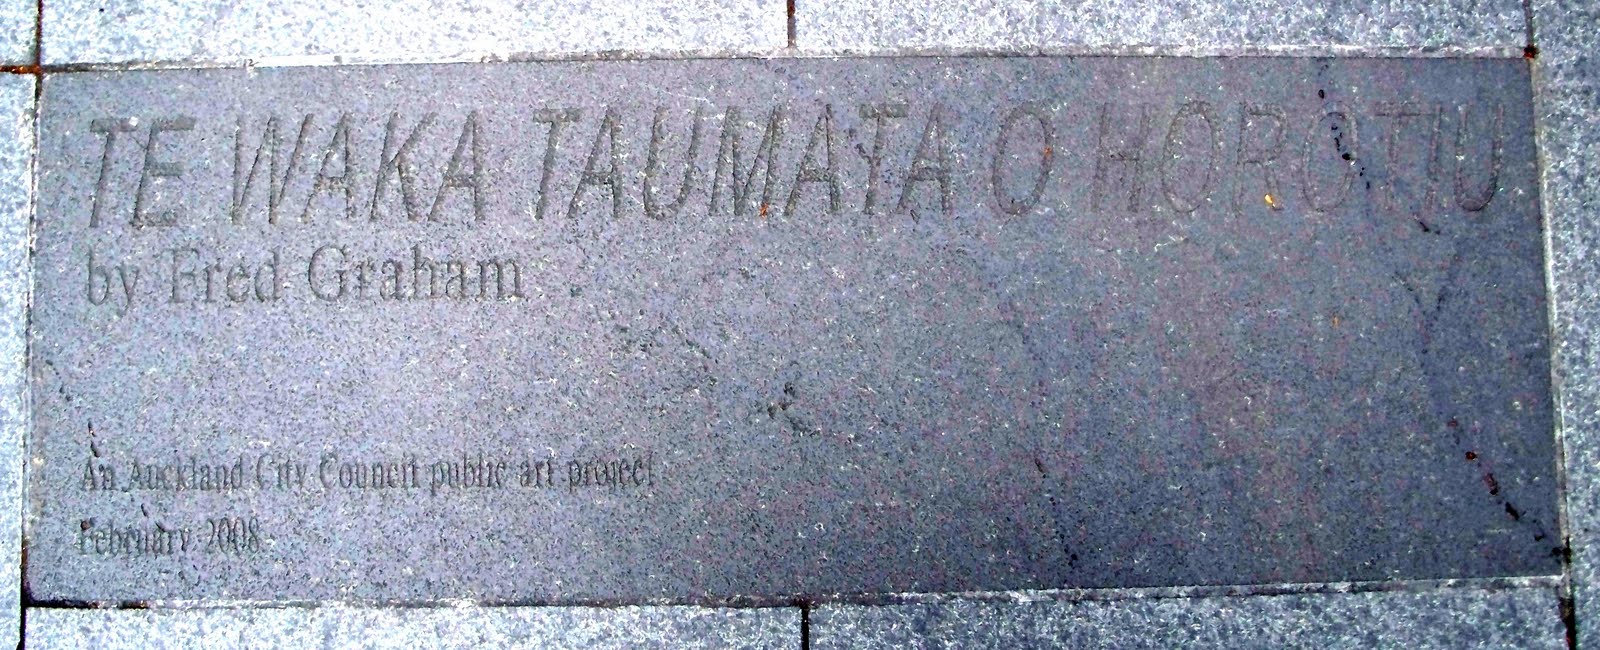 TE WAKA TAUMATA O HOROTIU
by Fred Graham
An Auckland City Council public art project
February 2008